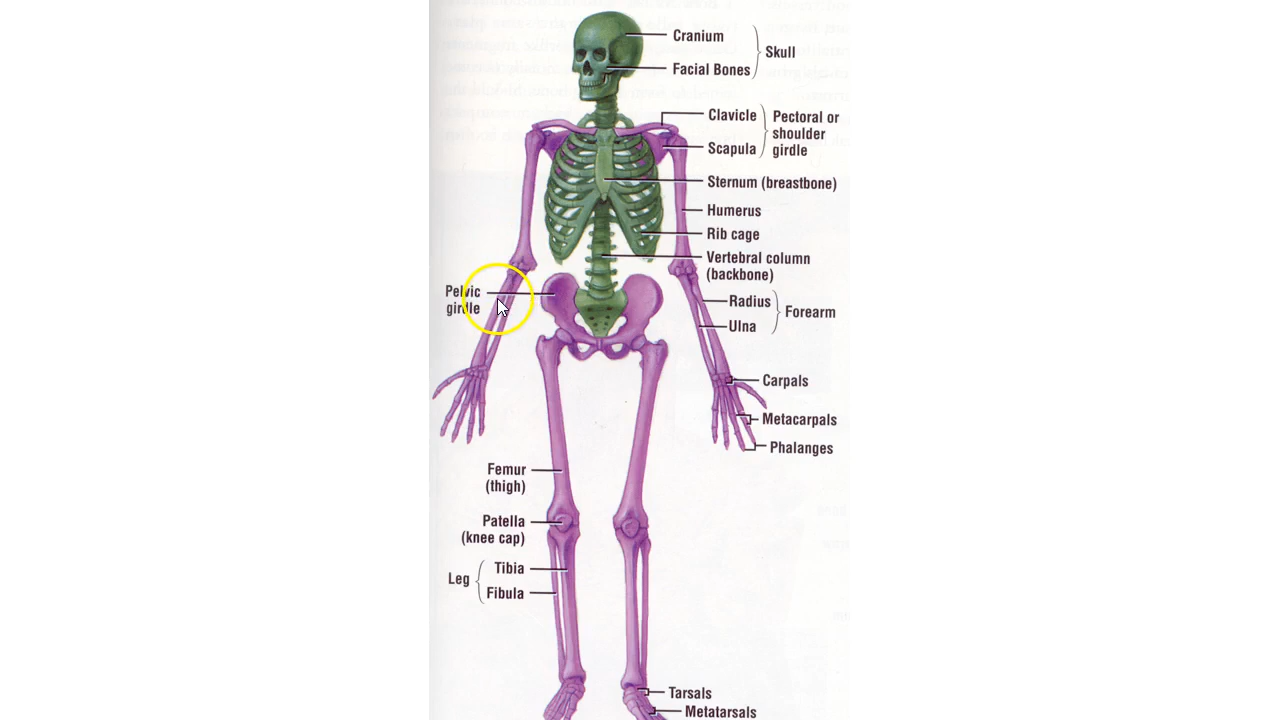 Cranium
Skull
Facial Bones
Clavicle
Pectoral or
shoulder
girdle
Scapula
Sternum (breastbone)
Humerus
Rib cage
Vertebral column
(backbone)
Pelvic
girdle
Radius
Forearm
Ulna
Carpals
Metacarpals
Phalanges
Femur
(thigh)
Patella
(knee cap)
Leg
Tibia
Fibula
Tarsals
Metatarsals